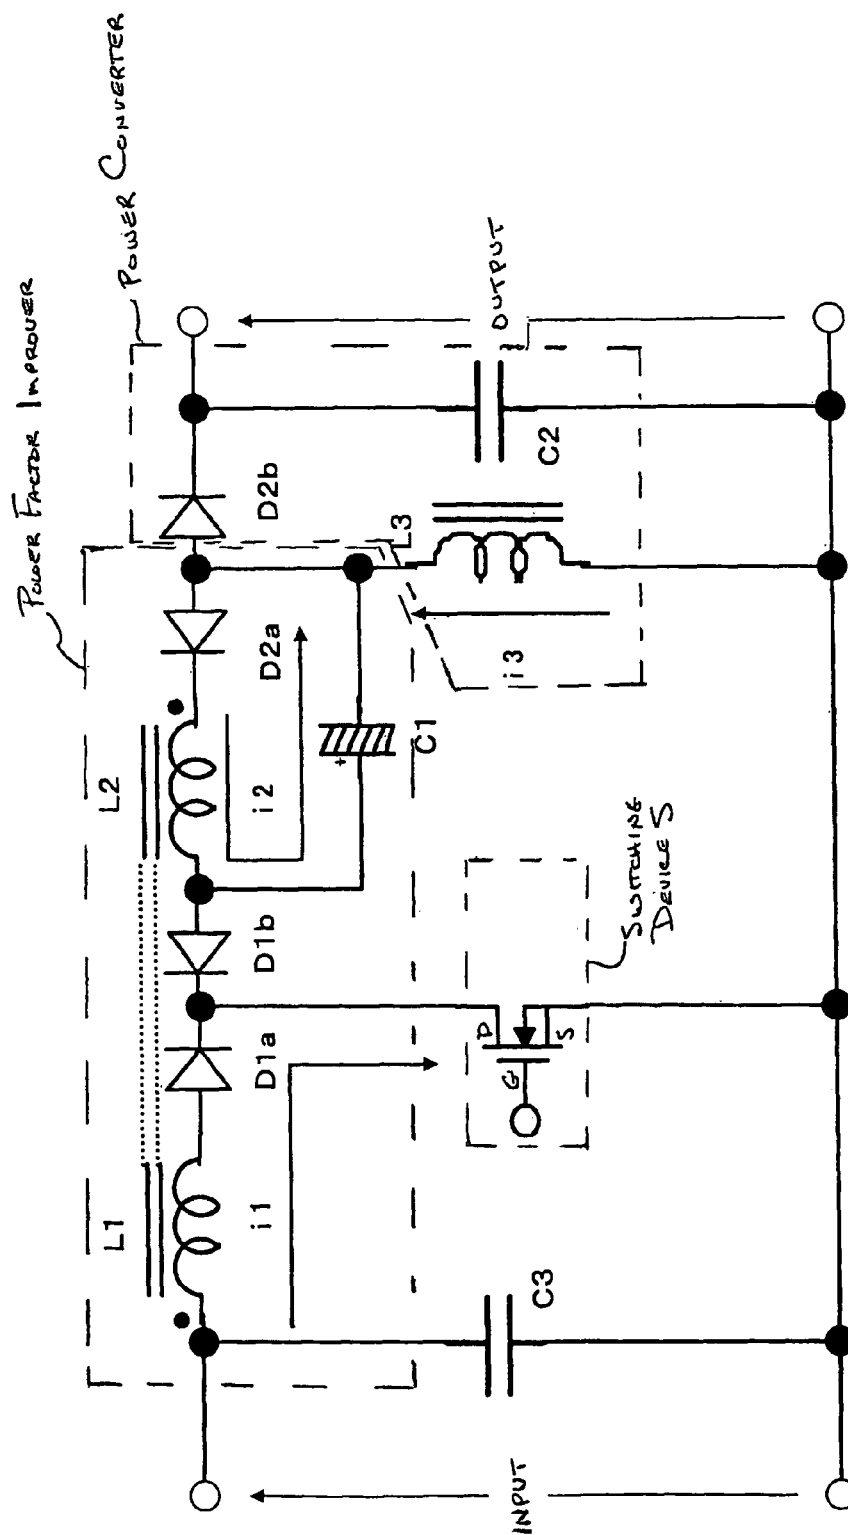 POWER FACTOR IMPROVER
POWER CONVERTER
L1
L2
D1a
D1b
D2a
D2b
i1
i2
+
C1
L3
i3
C2
C3
D
G
S
SWITCHING
DEVICE S
INPUT
OUTPUT